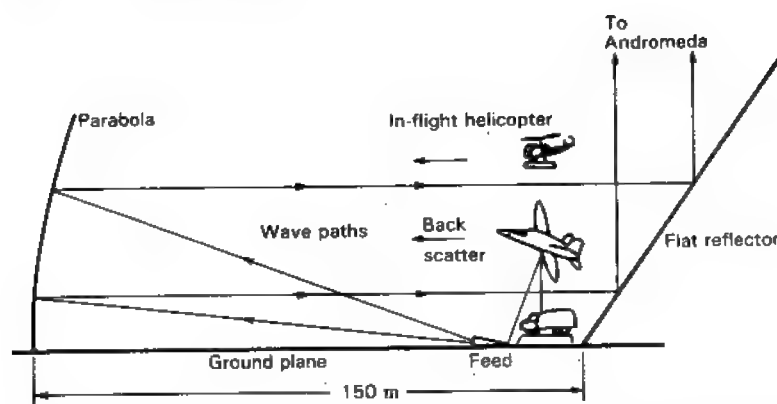 To
Andromeda
Parabola
In-flight helicopter
Wave paths
Back
scatter
Flat reflector
Ground plane
Feed
150 m